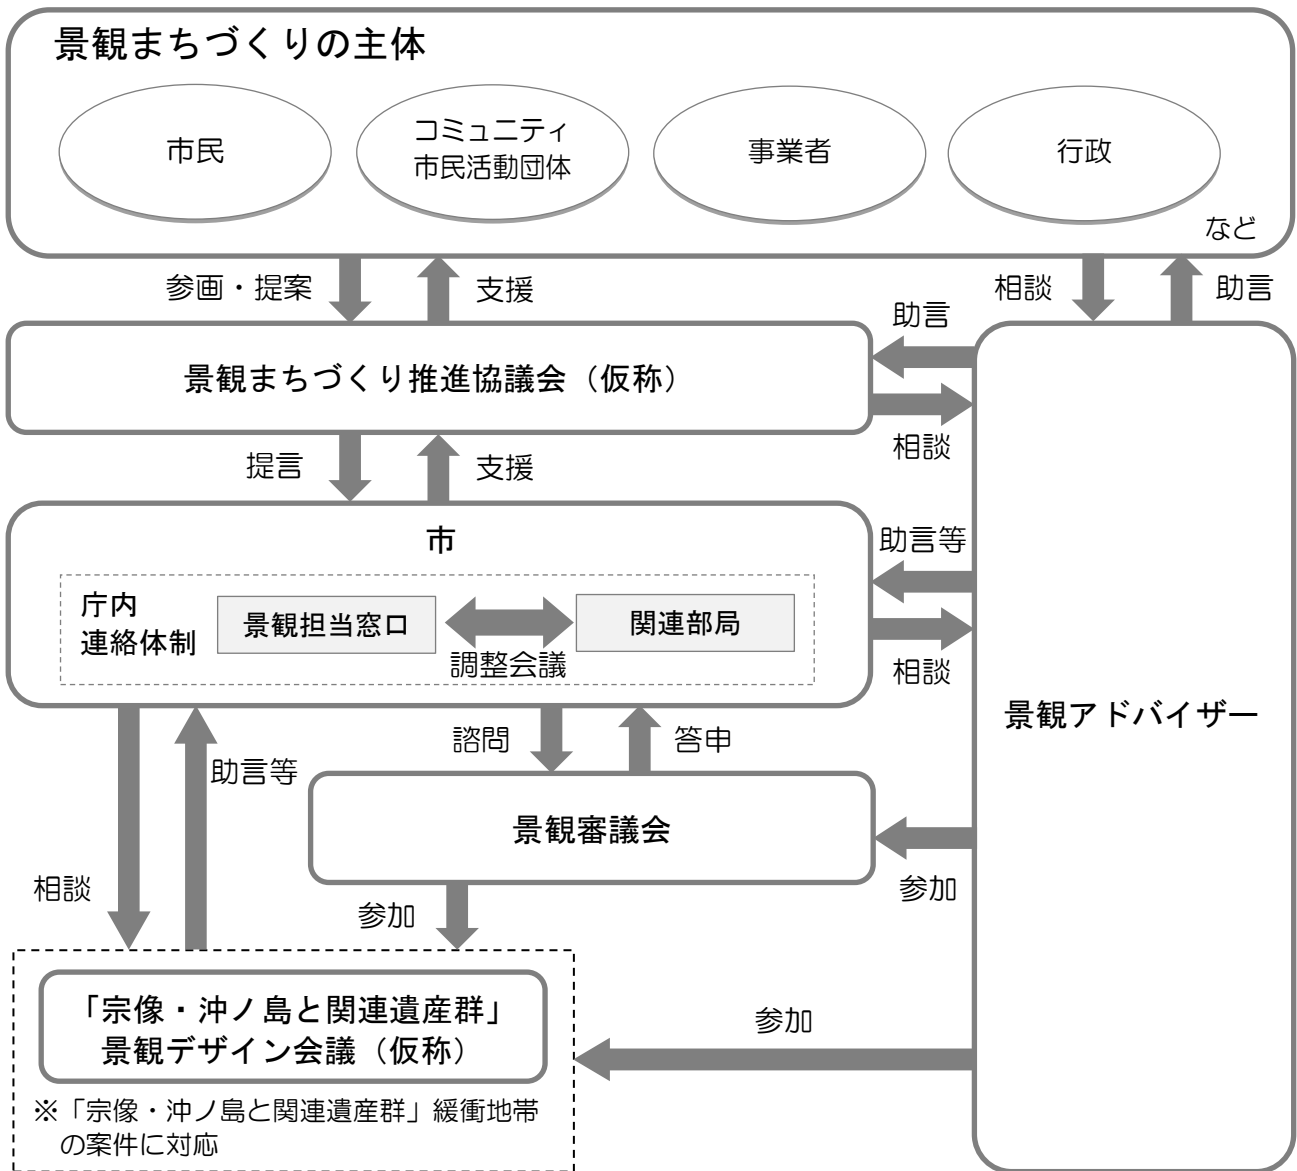 景観まちづくりの主体
市民
コミュニティ
市民活動団体
事業者
行政
など
参画・提案
支援
相談
助言
助言
景観まちづくり推進協議会（仮称）
相談
提言
支援
市
助言等
庁内
連絡体制
景観担当窓口
関連部局
調整会議
相談
景観アドバイザー
諮問
答申
助言等
景観審議会
相談
参加
参加
「宗像・沖ノ島と関連遺産群」
景観デザイン会議（仮称）
参加
※「宗像・沖ノ島と関連遺産群」緩衝地帯
の案件に対応